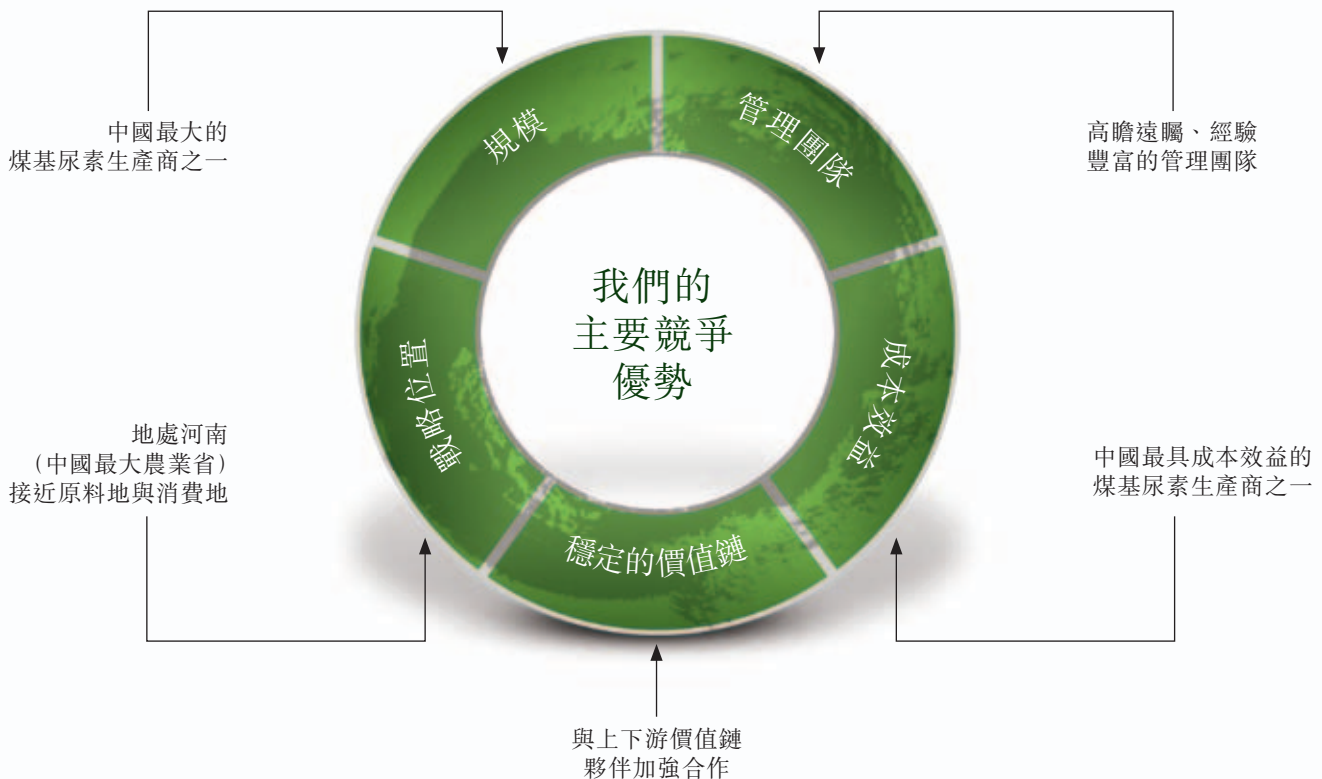 規模
管理團隊
中國最大的
煤基尿素生產商之一
高瞻遠矚、經驗
豐富的管理團隊
我們的
主要競爭
優勢
戰略位置
成本效益
地處河南
（中國最大農業省）
接近原料地與消費地
中國最具成本效益的
煤基尿素生產商之一
穩定的價值鏈
與上下游價值鏈
夥伴加強合作